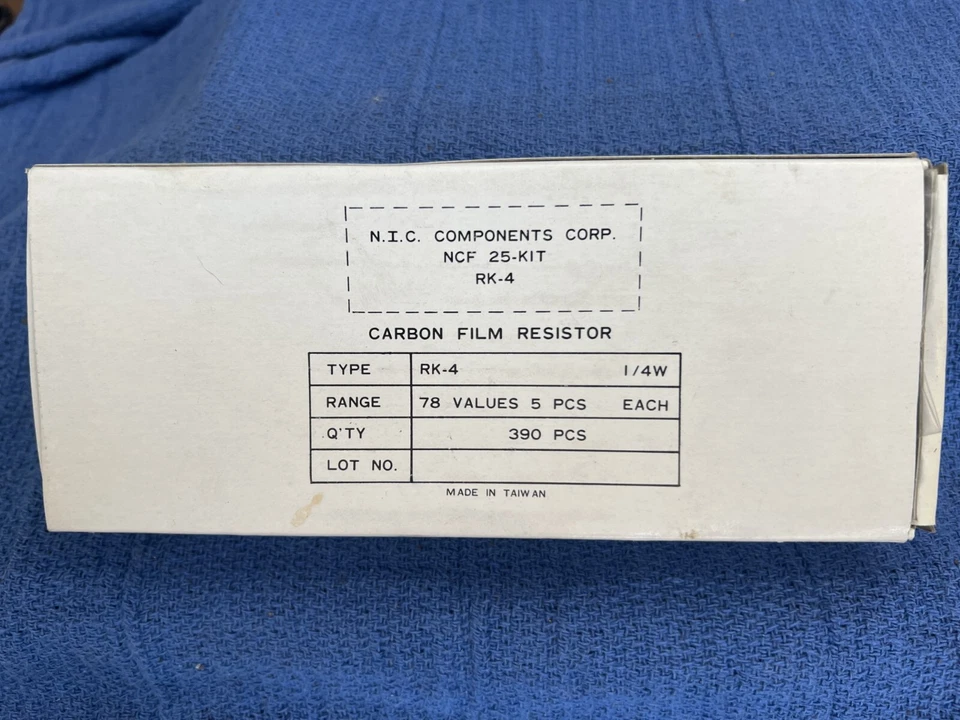 N.I.C. COMPONENTS CORP.
NCF 25-KIT
RK-4
CARBON FILM RESISTOR
TYPE RK-4 1/4W
RANGE 78 VALUES 5 PCS EACH
Q'TY 390 PCS
LOT NO.
MADE IN TAIWAN